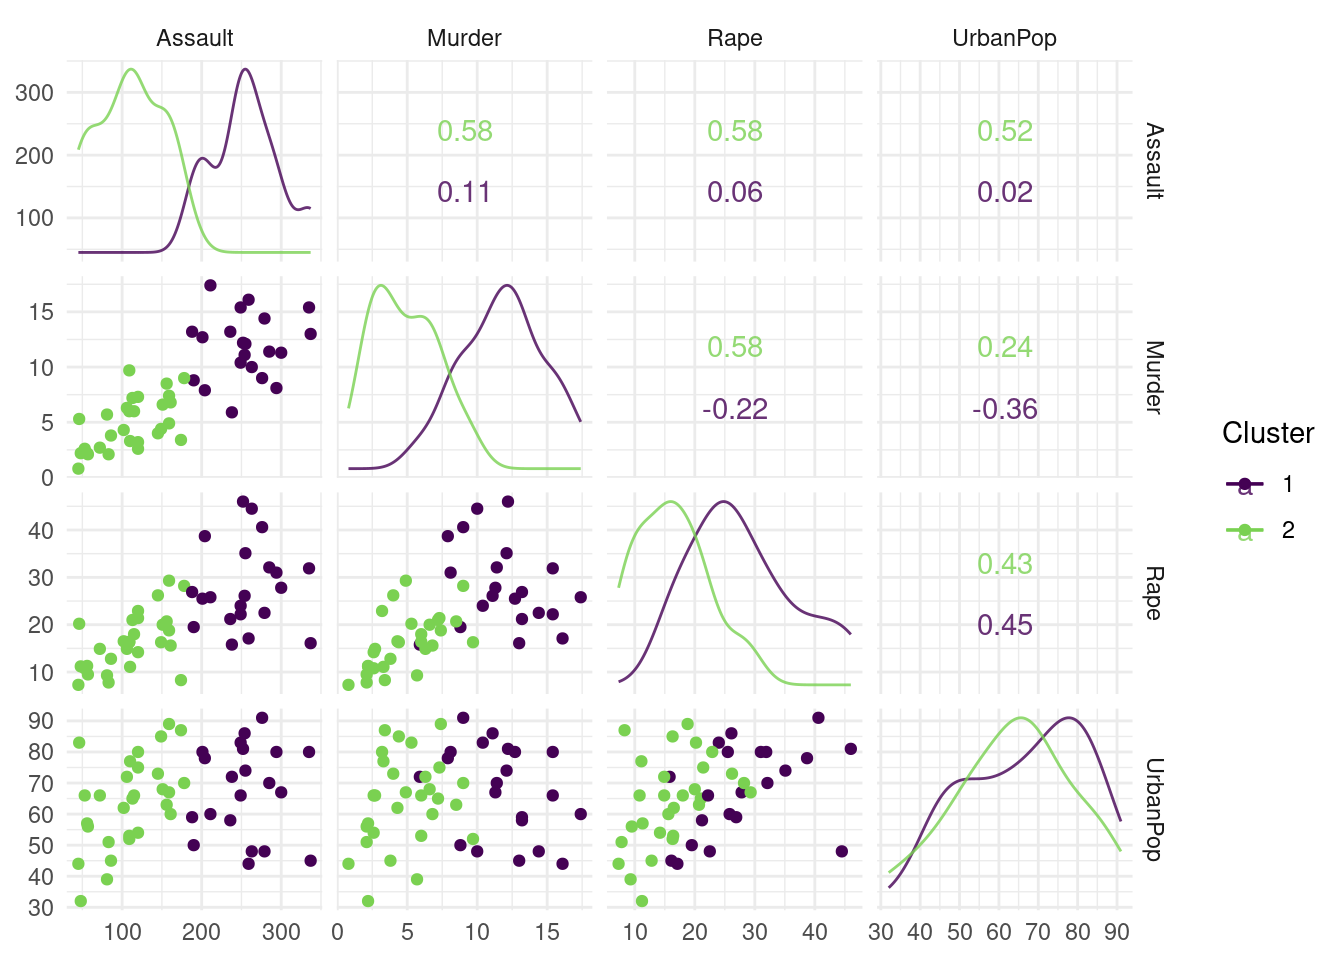 Assault Murder Rape UrbanPop
300
200
100
0.58 0.58 0.52
0.11 0.06 0.02
Assault
15
10
5
0
0.58 0.24
-0.22 -0.36
Murder
40
30
20
10
0.43
0.45
Rape
90
80
70
60
50
40
30
UrbanPop
100 200 300 0 5 10 15 10 20 30 40 30 40 50 60 70 80 90
Cluster
a 1
a 2